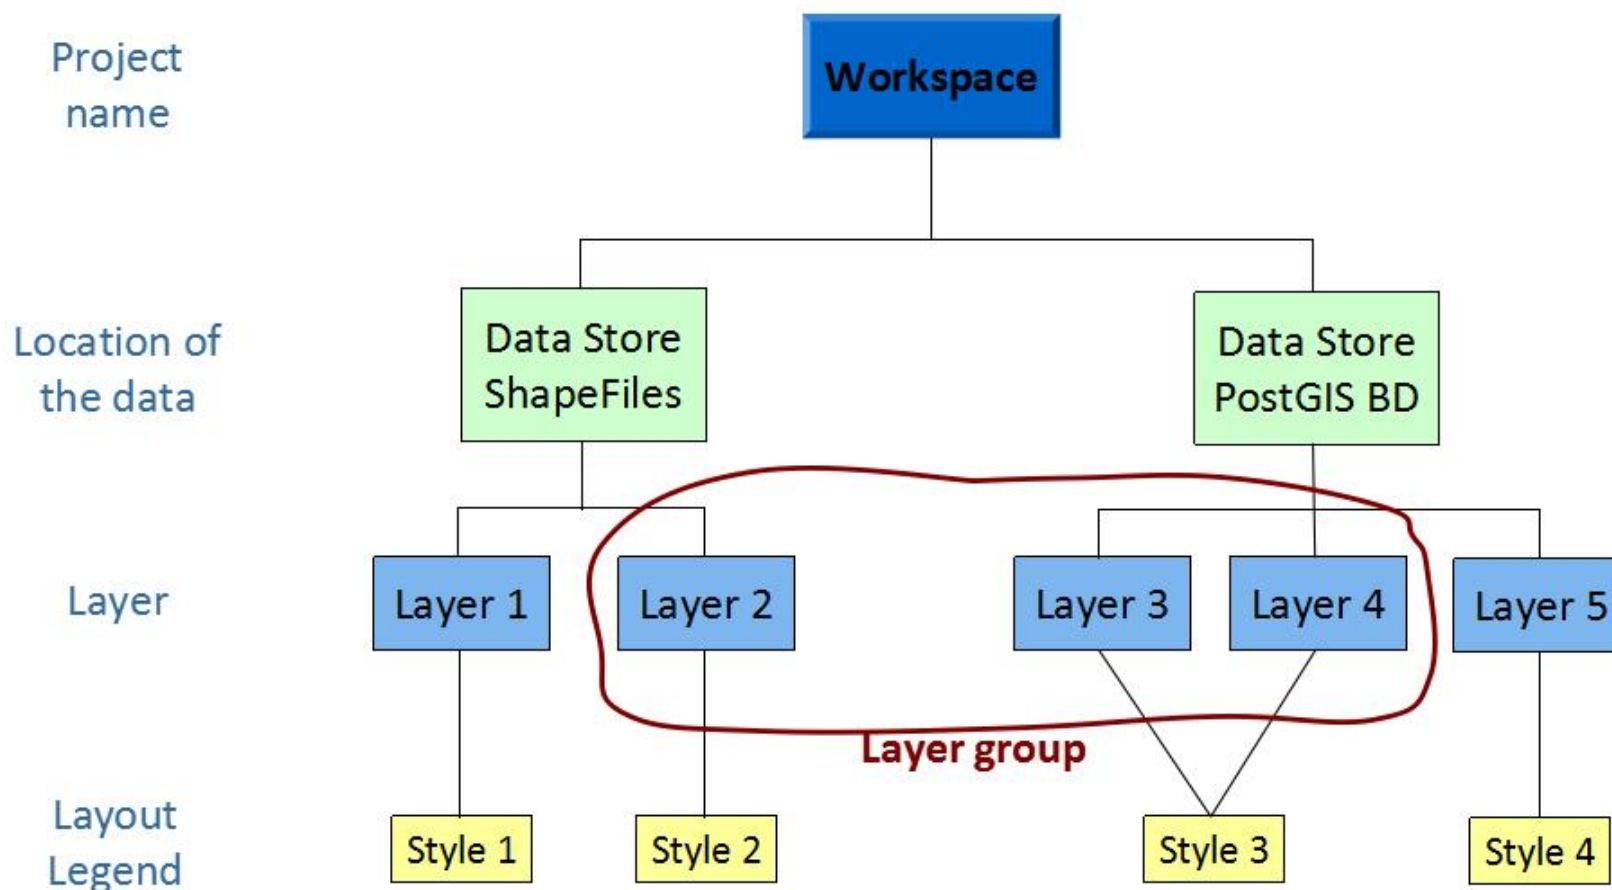 Project
name
Workspace
Location of
the data
Data Store
ShapeFiles
Data Store
PostGIS BD
Layer
Layer 1
Layer 2
Layer 3
Layer 4
Layer 5
Layer group
Layout
Legend
Style 1
Style 2
Style 3
Style 4